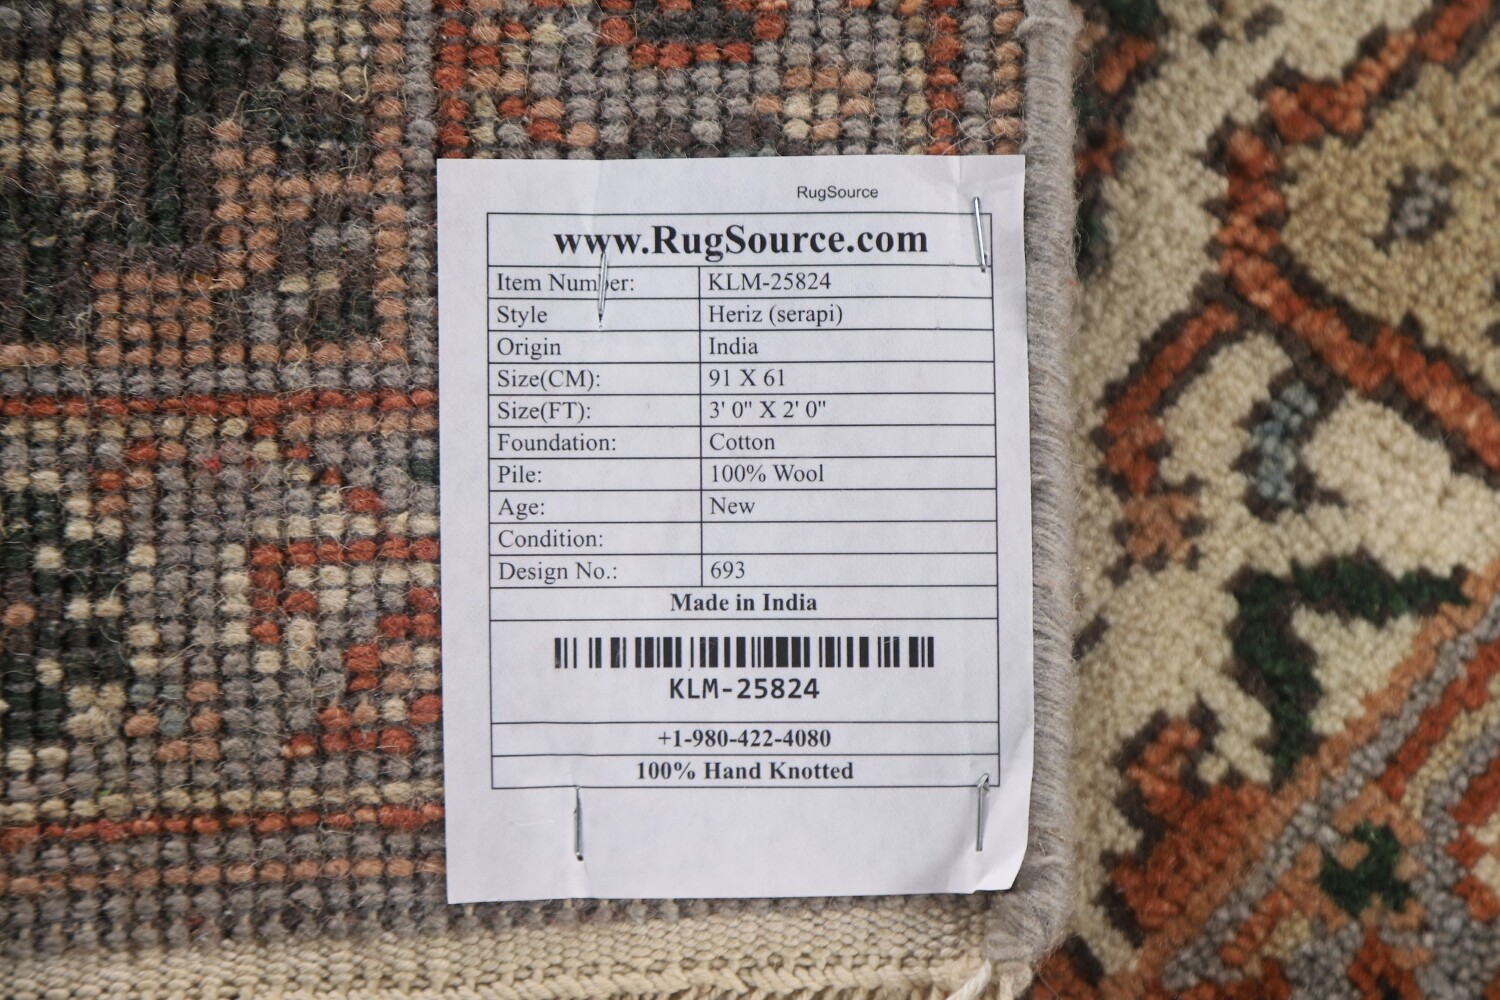 RugSource
www.RugSource.com
Item Number: KLM-25824
Style Heriz (serapi)
Origin India
Size(CM): 91 X 61
Size(FT): 3' 0" X 2' 0"
Foundation: Cotton
Pile: 100% Wool
Age: New
Condition:
Design No.: 693
Made in India
KLM-25824
+1-980-422-4080
100% Hand Knotted